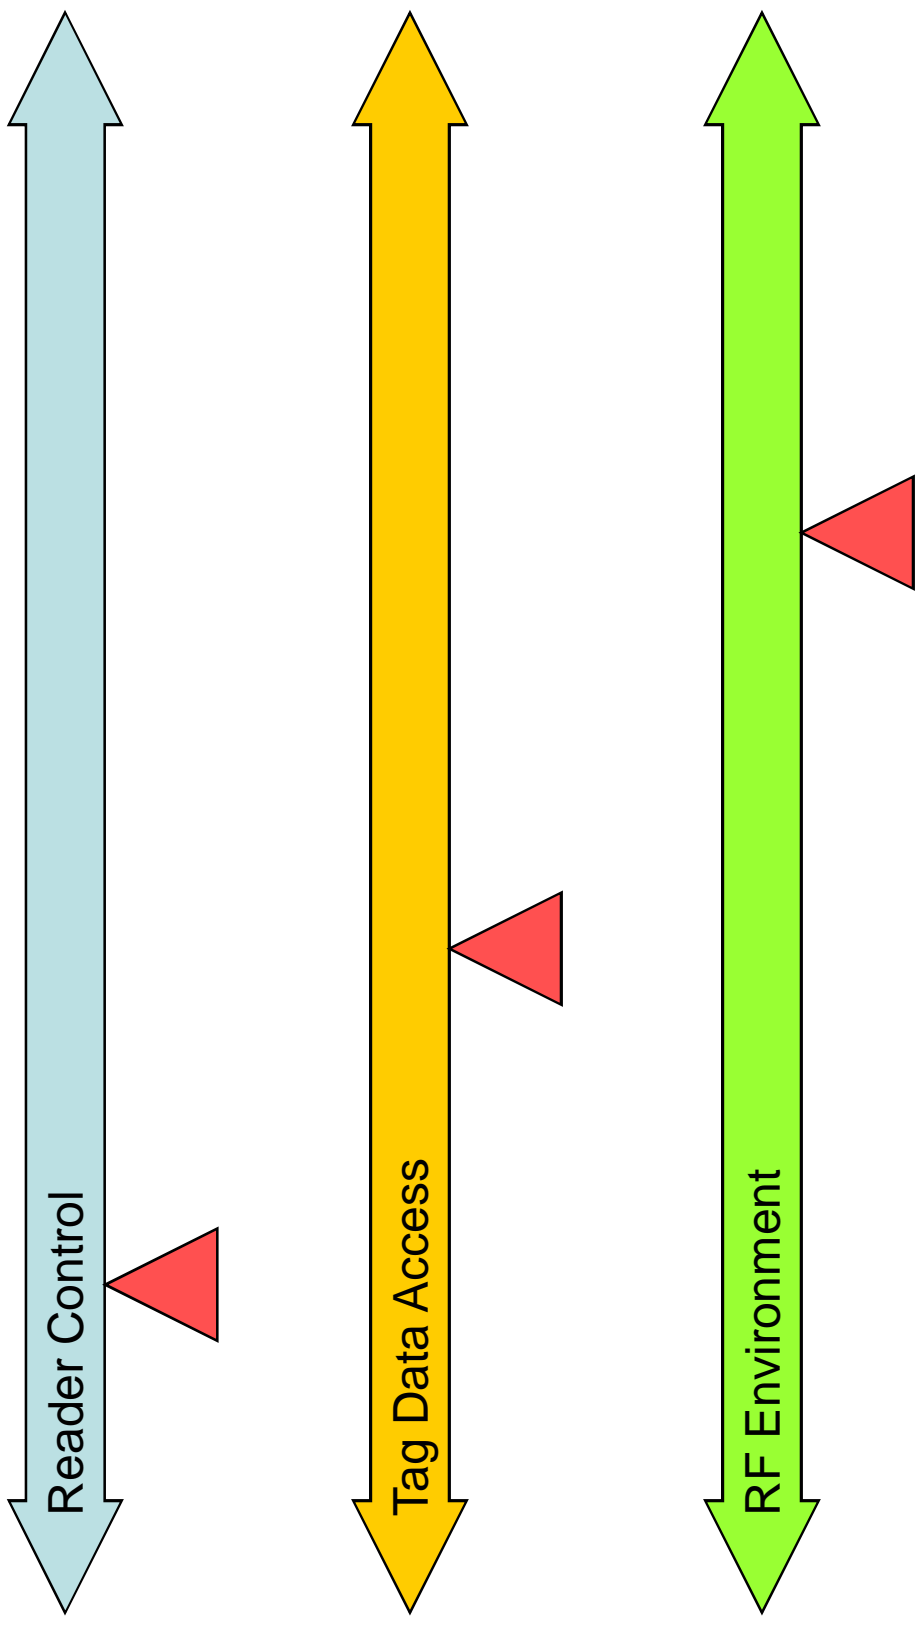 Reader Control
Tag Data Access
RF Environment